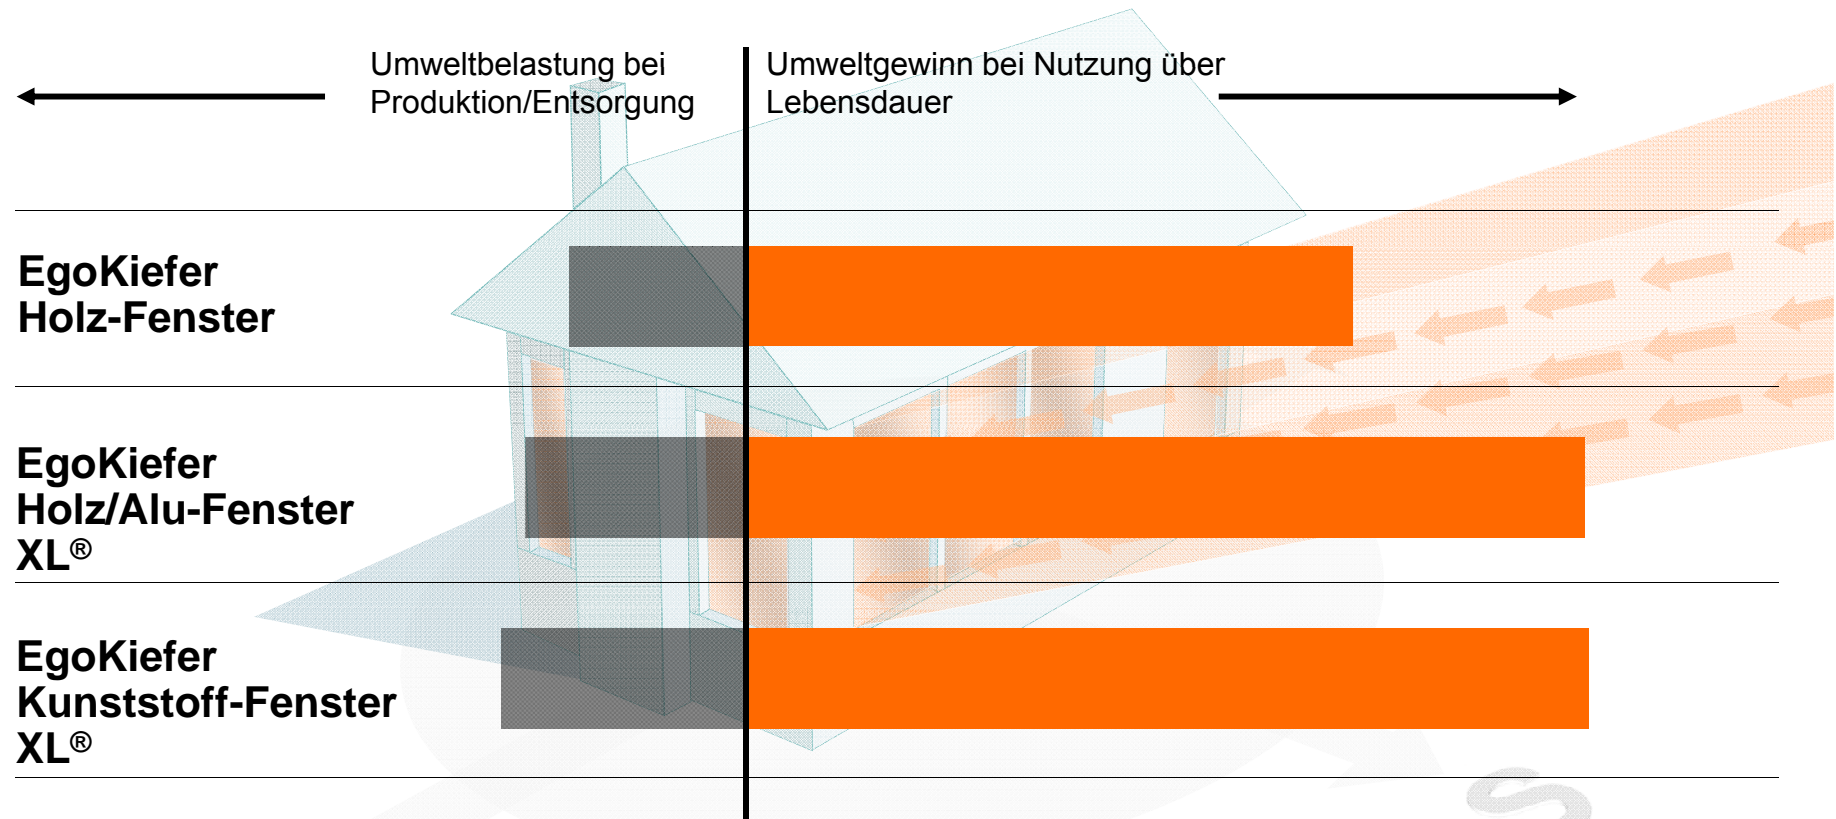 Umweltbelastung bei
Produktion/Entsorgung
Umweltgewinn bei Nutzung über
Lebensdauer
EgoKiefer
Holz-Fenster
EgoKiefer
Holz/Alu-Fenster
XL®
EgoKiefer
Kunststoff-Fenster
XL®
S